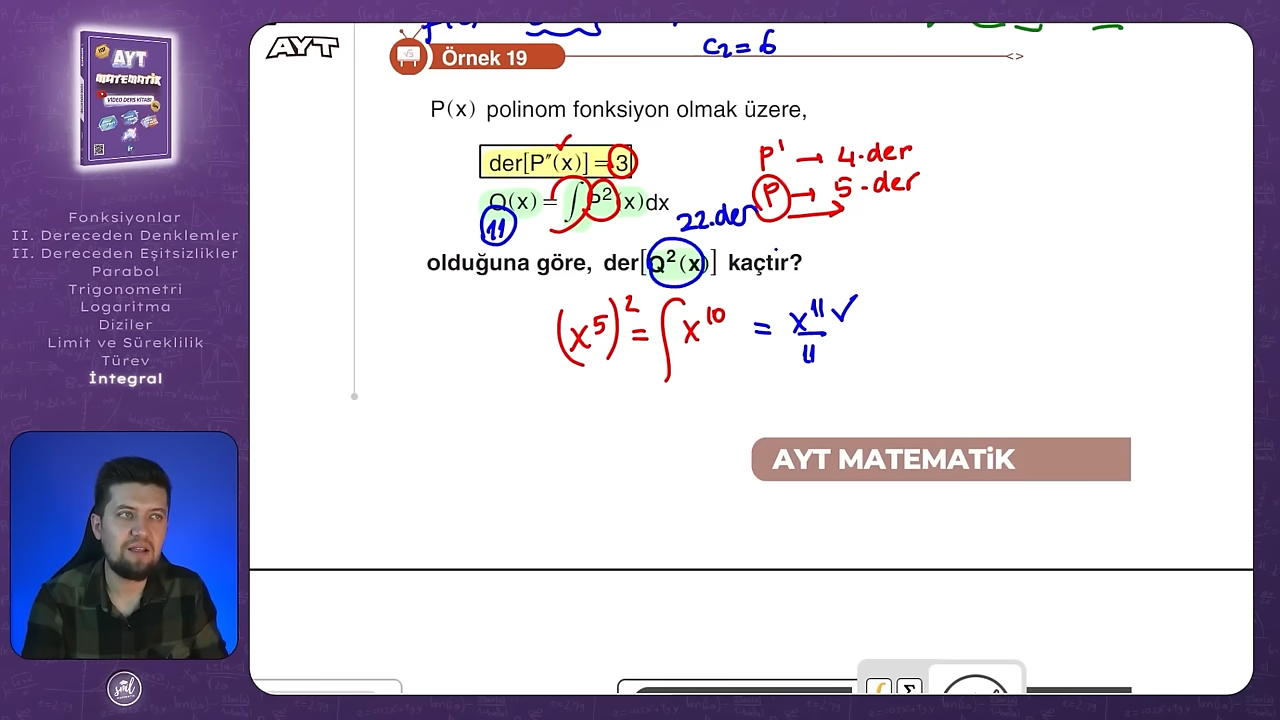 AYT
MATEMATİK
VİDEO DERS KİTABI
Fonksiyonlar
II. Dereceden Denklemler
II. Dereceden Eşitsizlikler
Parabol
Trigonometri
Logaritma
Diziler
Limit ve Süreklilik
Türev
İntegral
sml
AYT
C₂ = 6
Örnek 19
P(x) polinom fonksiyon olmak üzere,
der[P″(x)] = 3
P' → 4.der
Q(x) = ∫P²(x)dx
P → 5.der
11
22.der
olduğuna göre, der[Q²(x)] kaçtir?
(x⁵)² = ∫x¹⁰ = x¹¹/11 ✓
AYT MATEMATİK